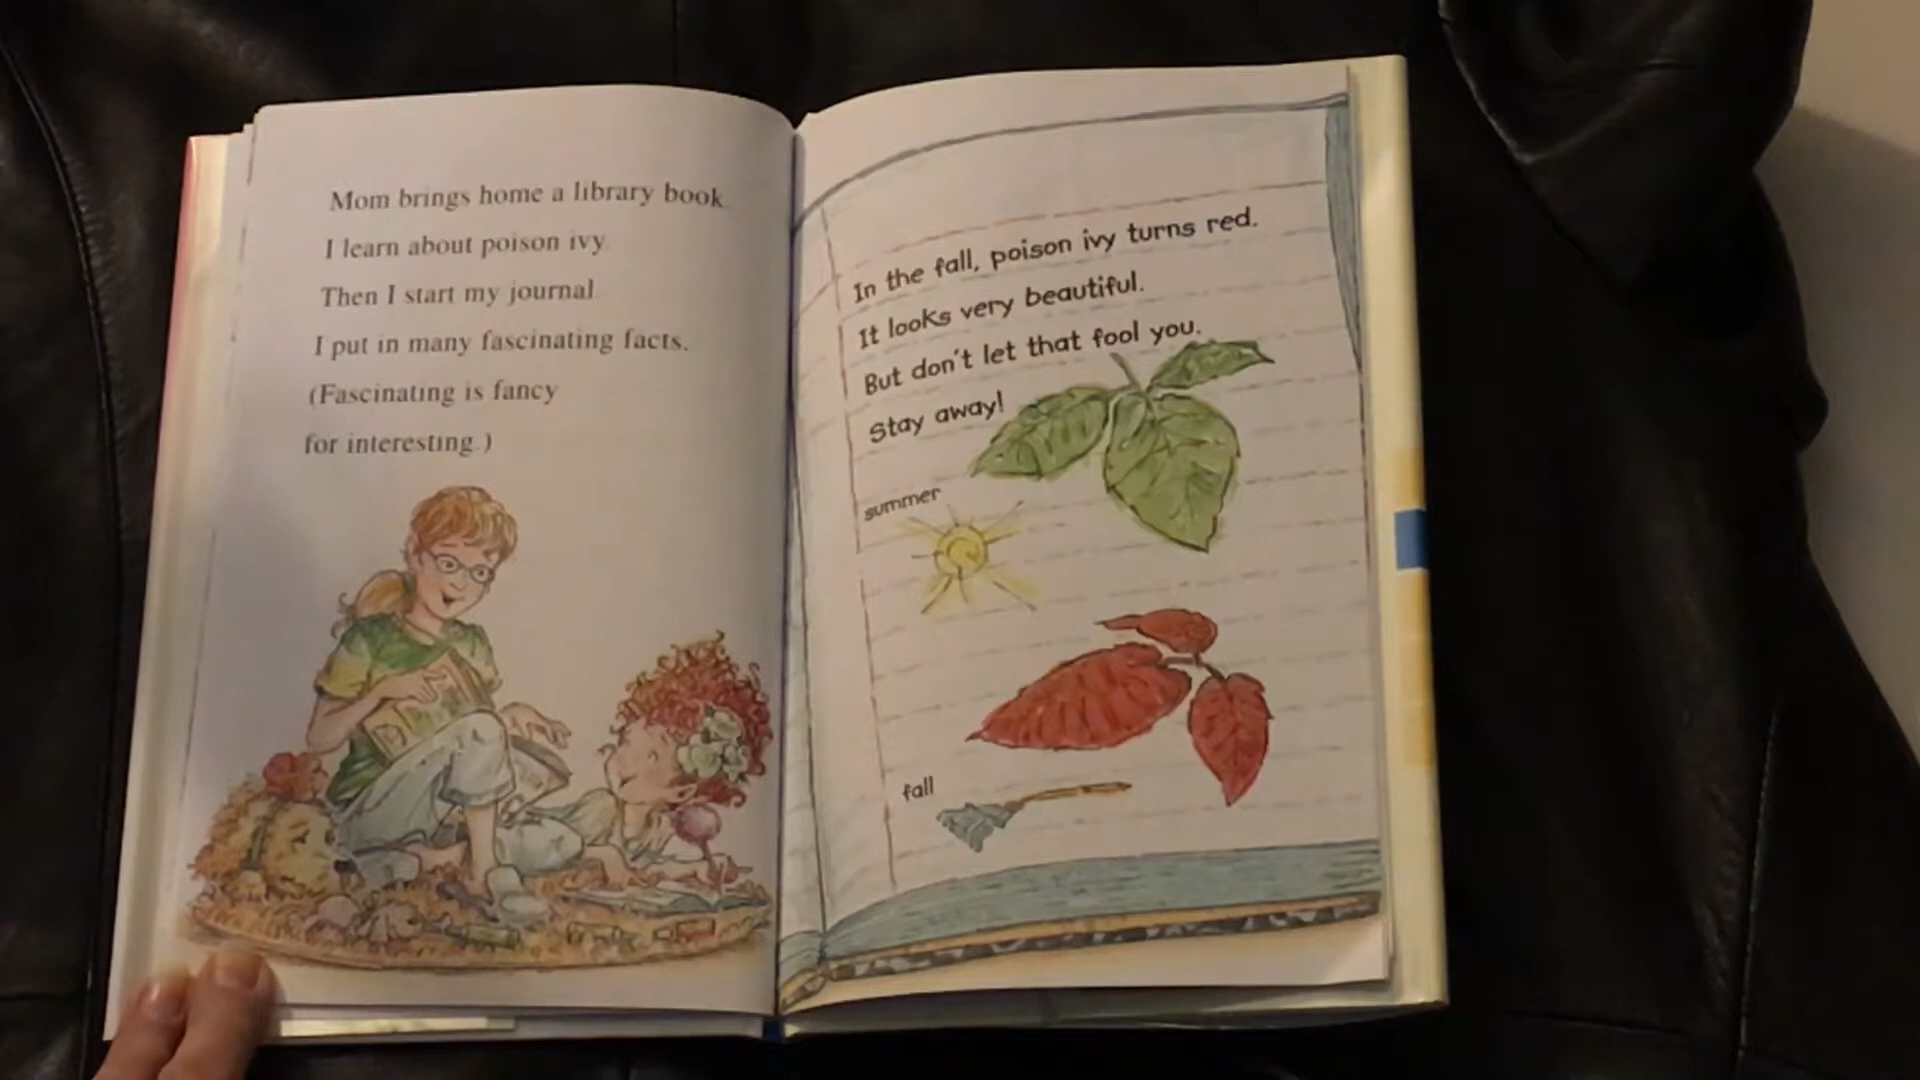 Mom brings home a library book.
I learn about poison ivy.
Then I start my journal.
I put in many fascinating facts.
(Fascinating is fancy
for interesting.)
In the fall, poison ivy turns red.
It looks very beautiful.
But don't let that fool you.
Stay away!
summer
fall